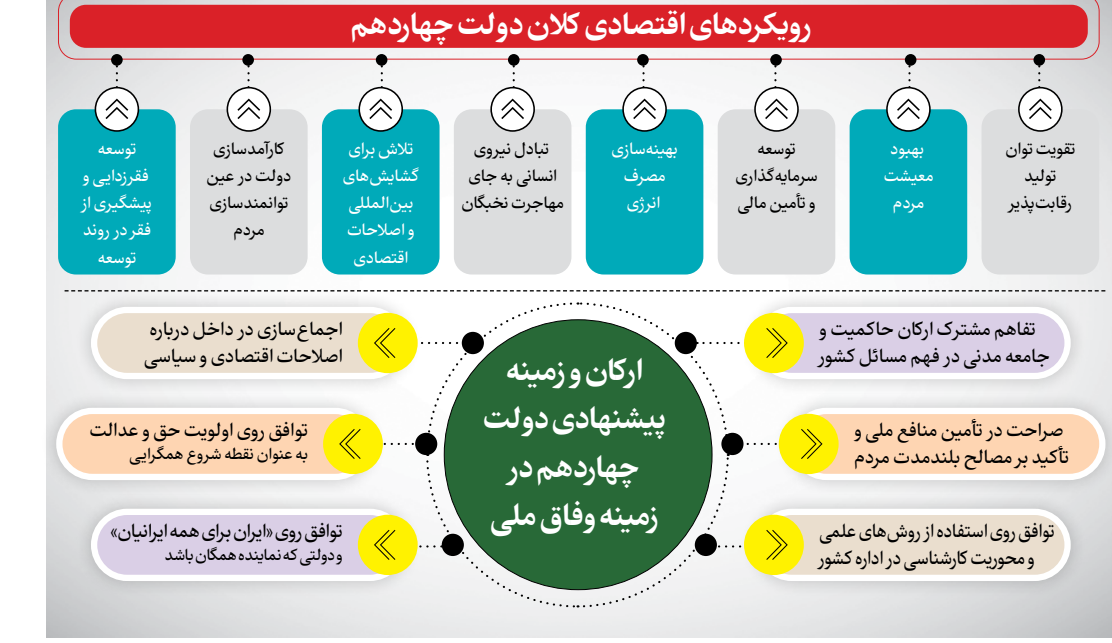 رویکردهای اقتصادی کلان دولت چهاردهم
تقویت توان
تولید
رقابت‌پذیر
بهبود
معیشت
مردم
توسعه
سرمایه‌گذاری
و تأمین مالی
بهینه‌سازی
مصرف
انرژی
تبادل نیروی
انسانی به جای
مهاجرت نخبگان
تلاش برای
گشایش‌های
بین‌المللی
و اصلاحات
اقتصادی
کارآمدسازی
دولت در عین
توانمندسازی
مردم
توسعه
فقرزدایی و
پیشگیری از
فقر در روند
توسعه
ارکان و زمینه
پیشنهادی دولت
چهاردهم در
زمینه وفاق ملی
تفاهم مشترک ارکان حاکمیت و
جامعه مدنی در فهم مسائل کشور
صراحت در تأمین منافع ملی و
تأکید بر مصالح بلندمدت مردم
توافق روی استفاده از روش‌های علمی
و محوریت کارشناسی در اداره کشور
اجماع‌سازی در داخل درباره
اصلاحات اقتصادی و سیاسی
توافق روی اولویت حق و عدالت
به عنوان نقطه شروع همگرایی
توافق روی «ایران برای همه ایرانیان»
و دولتی که نماینده همگان باشد